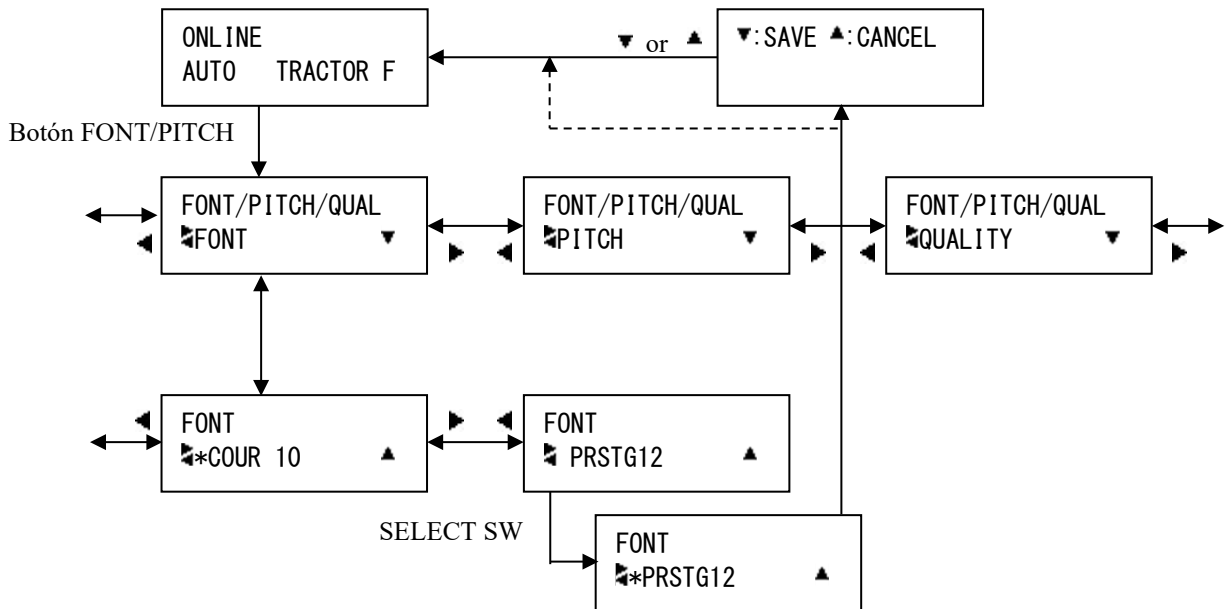 ONLINE
AUTO TRACTOR F
▼ or ▲
▼:SAVE ▲:CANCEL
Botón FONT/PITCH
FONT/PITCH/QUAL
FONT ▼
FONT/PITCH/QUAL
PITCH ▼
FONT/PITCH/QUAL
QUALITY ▼
FONT
*COUR 10 ▲
FONT
PRSTG12 ▲
SELECT SW
FONT
*PRSTG12 ▲